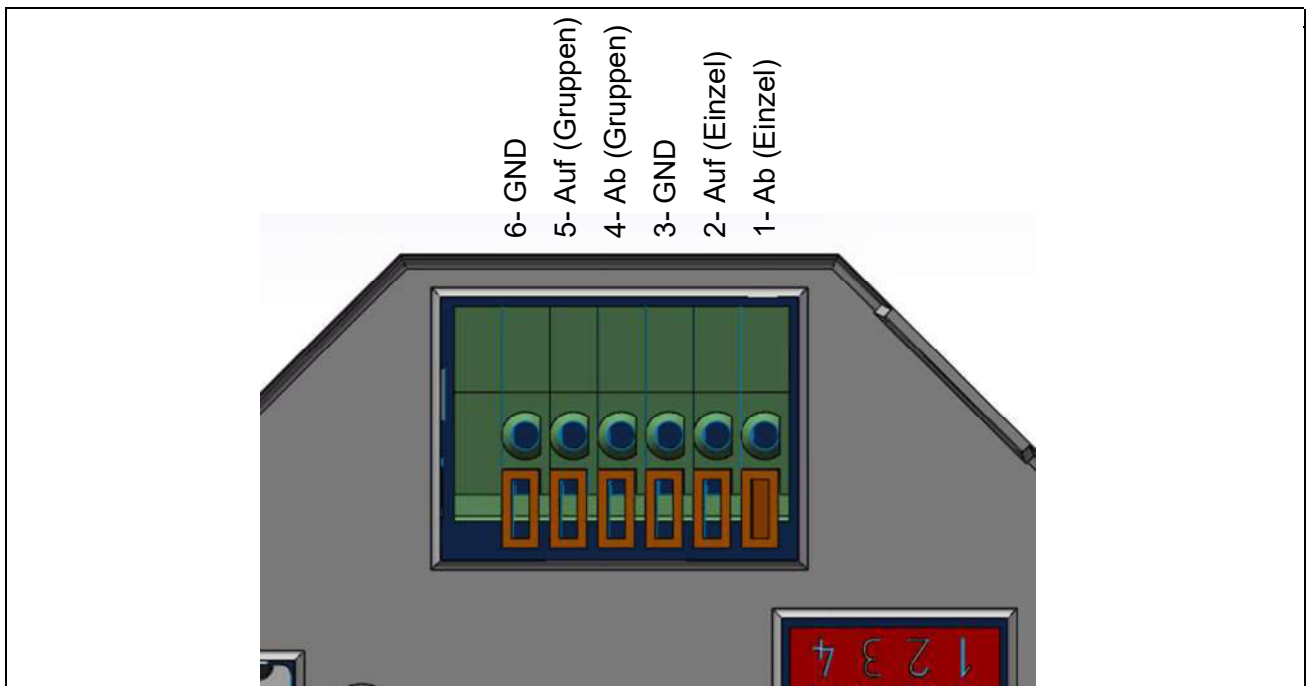 6- GND
5- Auf (Gruppen)
4- Ab (Gruppen)
3- GND
2- Auf (Einzel)
1- Ab (Einzel)
1 2 3 4